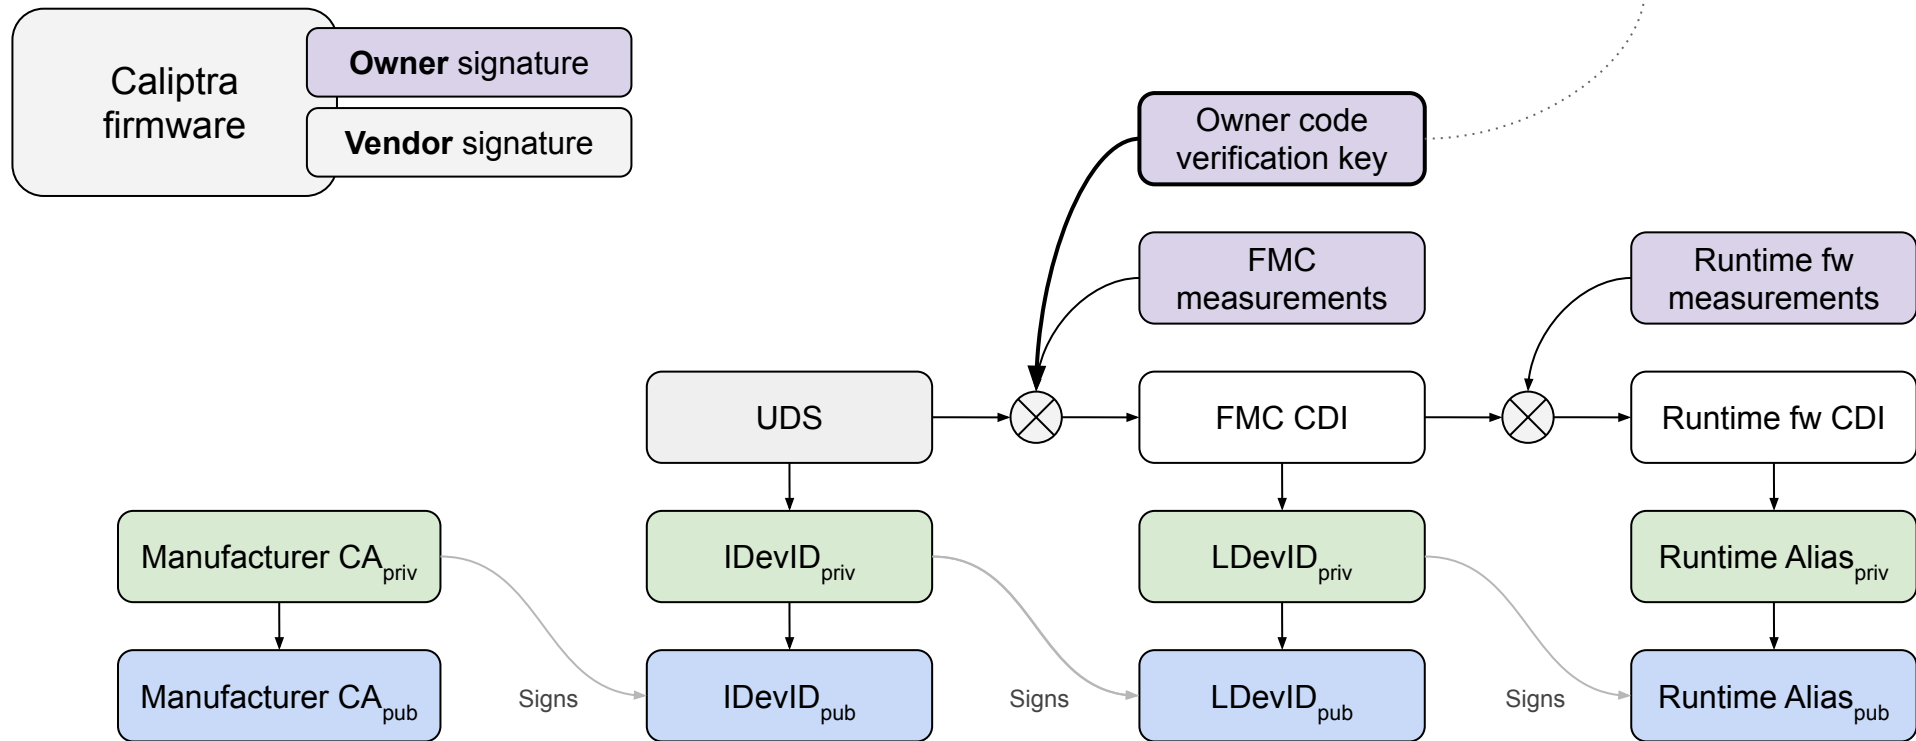 Caliptra
firmware
Owner signature
Vendor signature
Owner code
verification key
FMC
measurements
Runtime fw
measurements
UDS
FMC CDI
Runtime fw CDI
Manufacturer CApriv
IDevIDpriv
LDevIDpriv
Runtime Aliaspriv
Manufacturer CApub
Signs
IDevIDpub
Signs
LDevIDpub
Signs
Runtime Aliaspub